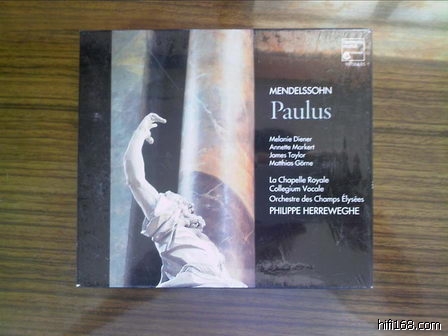 MENDELSSOHN
Paulus
Melanie Diener
Annette Markert
James Taylor
Matthias Görne
La Chapelle Royale
Collegium Vocale
Orchestre des Champs Élysées
PHILIPPE HERREWEGHE
hifi168.com